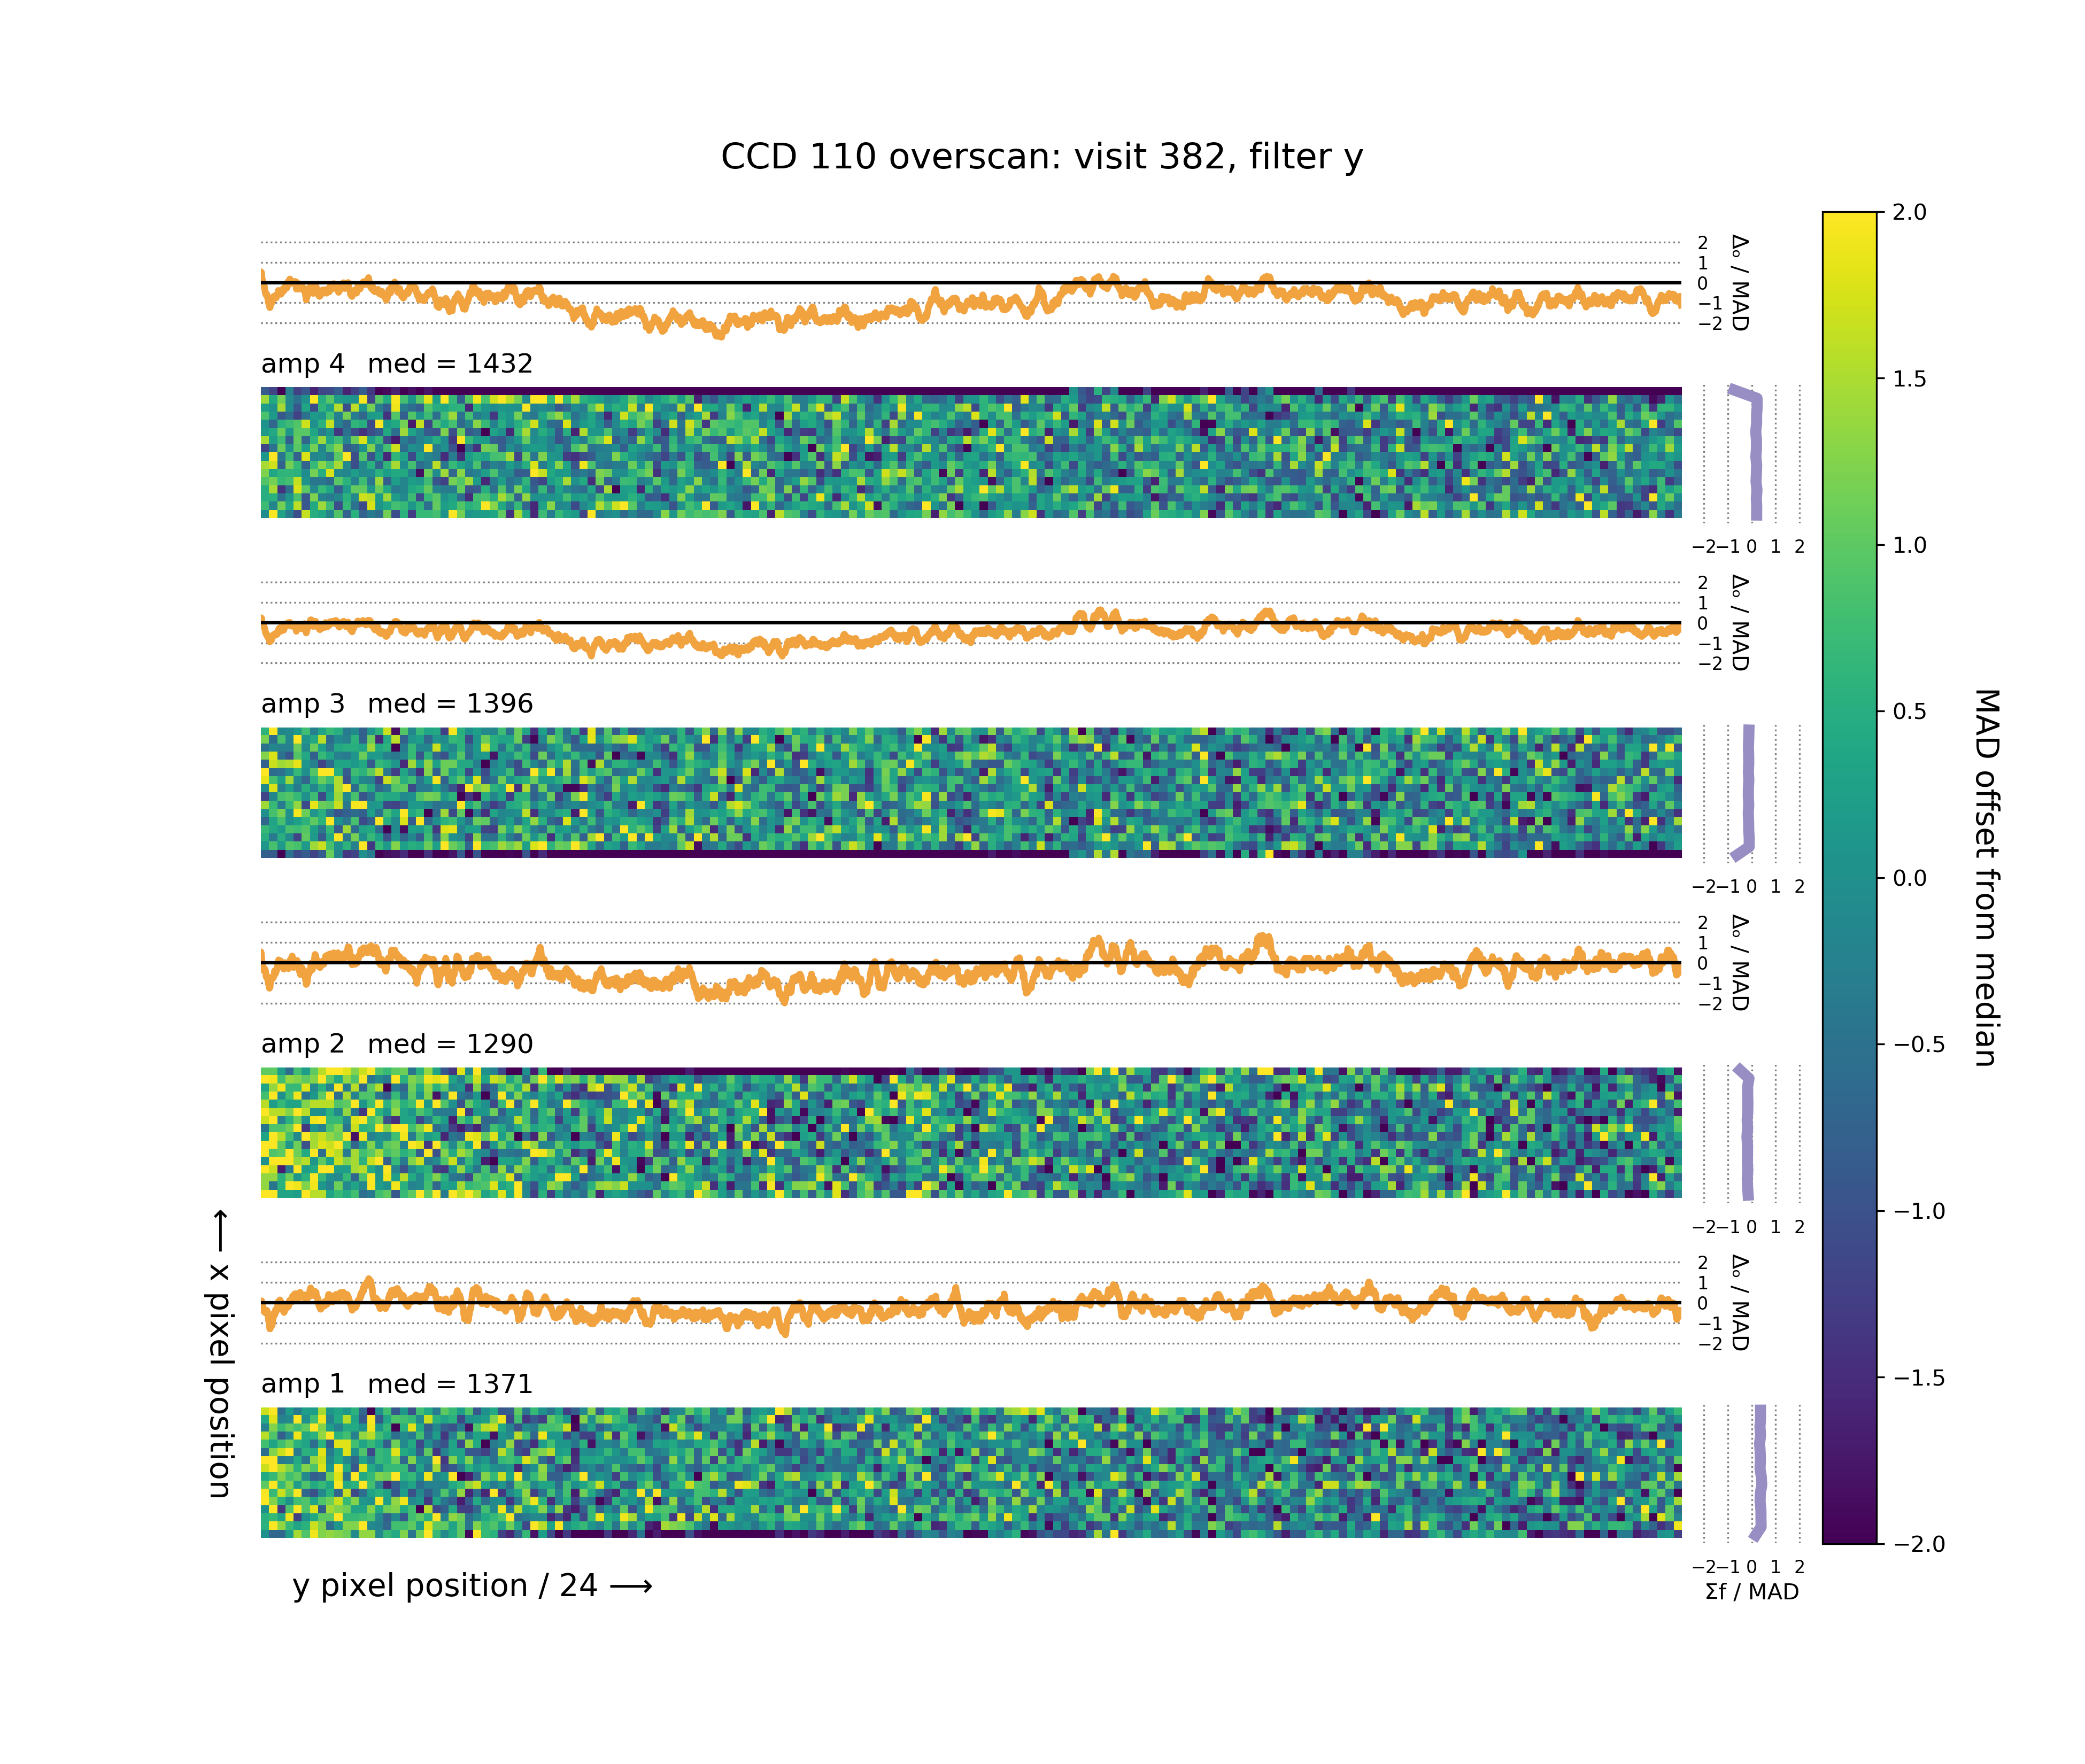 CCD 110 overscan: visit 382, filter y
2
1
0
−1
−2
Δₒ / MAD
amp 4 med = 1432
−2 −1 0 1 2
2
1
0
−1
−2
Δₒ / MAD
amp 3 med = 1396
−2 −1 0 1 2
2
1
0
−1
−2
Δₒ / MAD
amp 2 med = 1290
−2 −1 0 1 2
2
1
0
−1
−2
Δₒ / MAD
amp 1 med = 1371
−2 −1 0 1 2
Σf / MAD
y pixel position / 24 ⟶
⟵ x pixel position
2.0
1.5
1.0
0.5
0.0
−0.5
−1.0
−1.5
−2.0
MAD offset from median